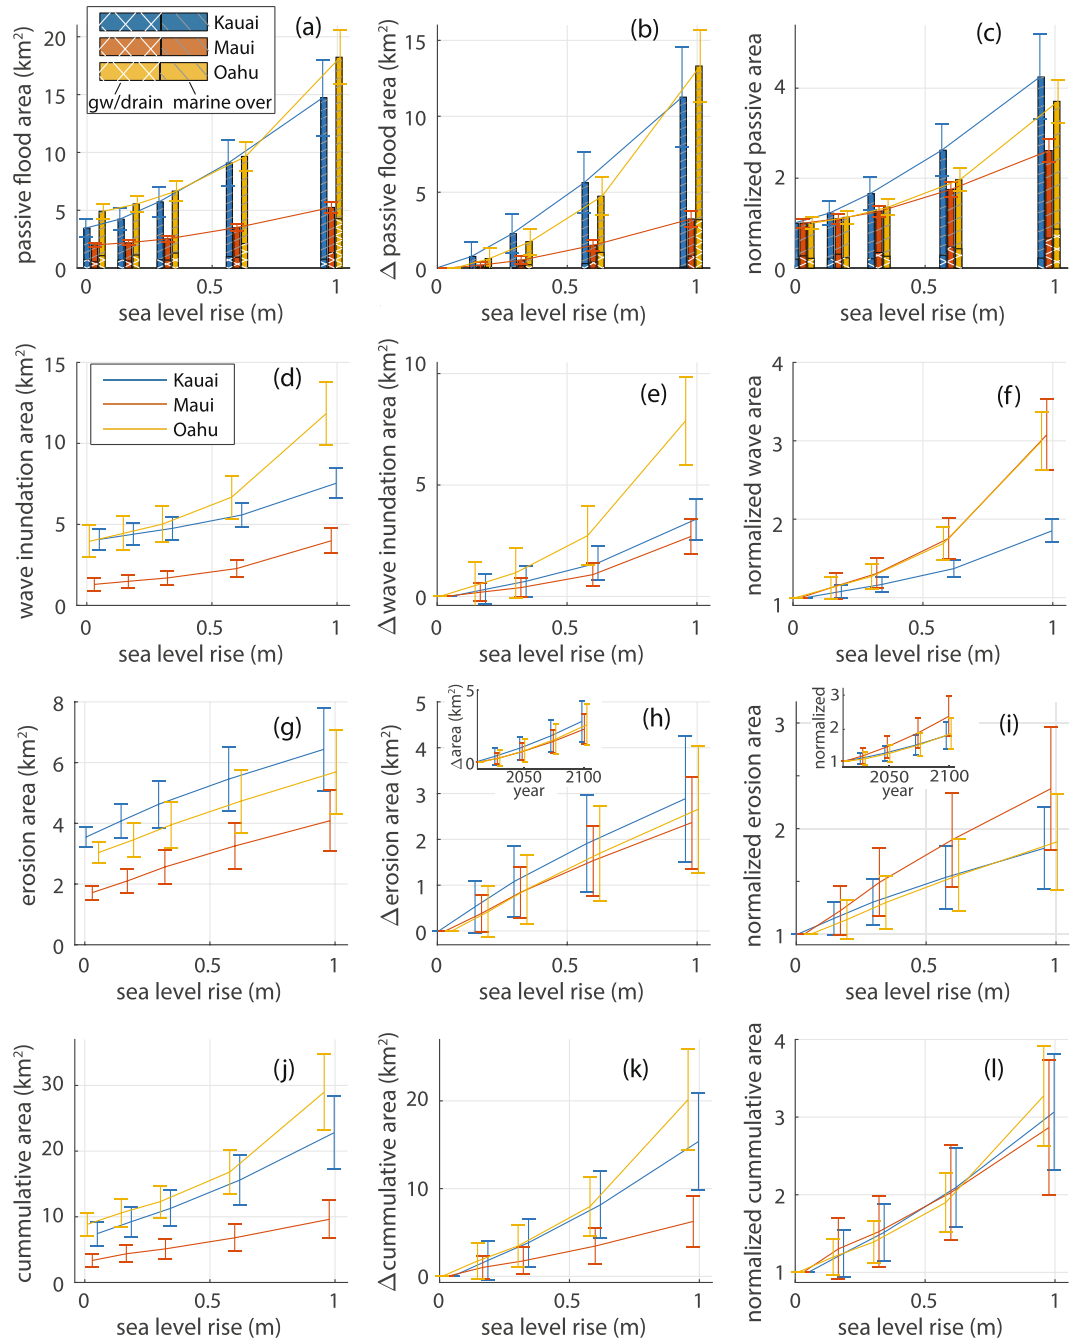 Kauai
Maui
Oahu
gw/drain marine over
(a)
passive flood area (km²)
0 5 10 15 20
0 0.5 1
sea level rise (m)
(b)
Δ passive flood area (km²)
0 5 10 15
0 0.5 1
sea level rise (m)
(c)
normalized passive area
0 2 4
0 0.5 1
sea level rise (m)
Kauai
Maui
Oahu
(d)
wave inundation area (km²)
0 5 10 15
0 0.5 1
sea level rise (m)
(e)
Δ wave inundation area (km²)
0 5 10
0 0.5 1
sea level rise (m)
(f)
normalized wave area
1 2 3 4
0 0.5 1
sea level rise (m)
(g)
erosion area (km²)
0 2 4 6 8
0 0.5 1
sea level rise (m)
(h)
Δ erosion area (km²)
0 1 2 3 4 5
0 0.5 1
sea level rise (m)
Δarea (km²)
0 5
2050 2100
year
(i)
normalized erosion area
1 2 3
0 0.5 1
sea level rise (m)
normalized
1 2 3
2050 2100
year
(j)
cummulative area (km²)
0 10 20 30
0 0.5 1
sea level rise (m)
(k)
Δ cummulative area (km²)
0 10 20
0 0.5 1
sea level rise (m)
(l)
normalized cummulative area
1 2 3 4
0 0.5 1
sea level rise (m)